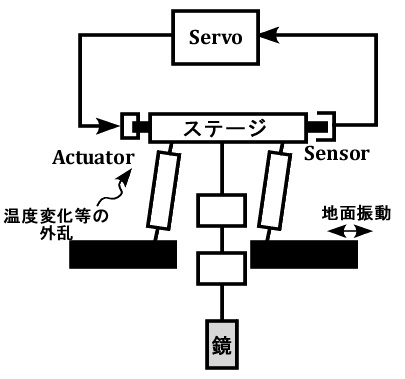 Servo
ステージ
Actuator
Sensor
温度変化等の
外乱
地面振動
鏡